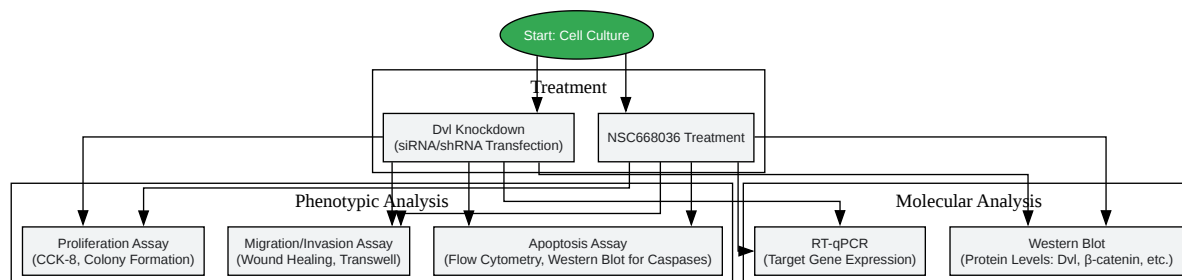 Start: Cell Culture
Treatment
Dvl Knockdown
(siRNA/shRNA Transfection)
NSC668036 Treatment
Phenotypic Analysis
Molecular Analysis
Proliferation Assay
(CCK-8, Colony Formation)
Migration/Invasion Assay
(Wound Healing, Transwell)
Apoptosis Assay
(Flow Cytometry, Western Blot for Caspases)
RT-qPCR
(Target Gene Expression)
Western Blot
(Protein Levels: Dvl, β-catenin, etc.)